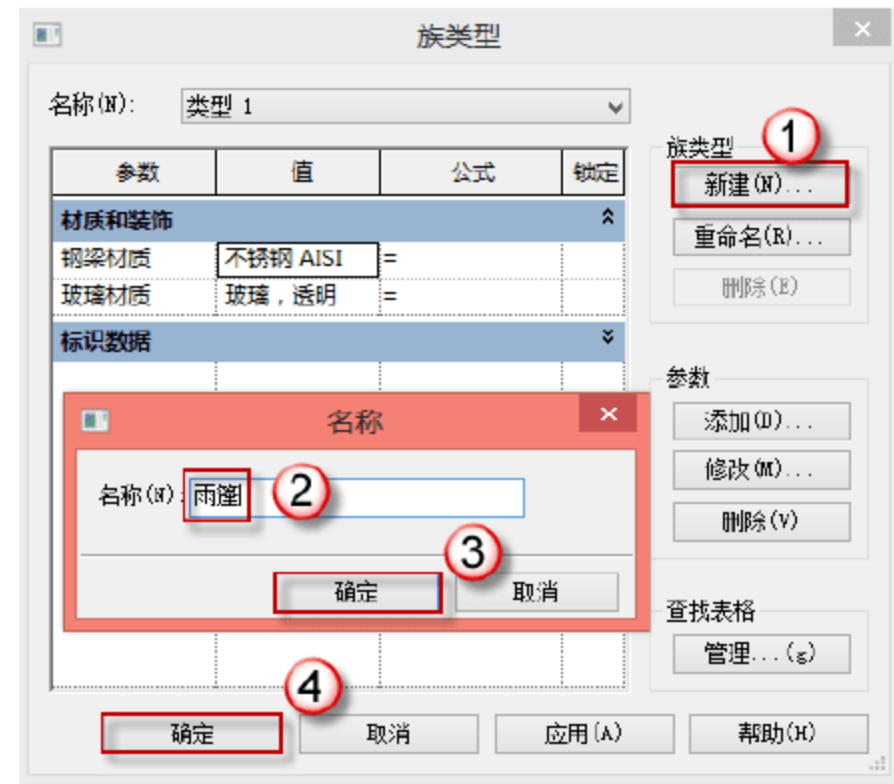 族类型
名称(N):
类型 1
参数 值 公式 锁定
材质和装饰
钢梁材质 不锈钢 AISI =
玻璃材质 玻璃，透明 =
标识数据
族类型
1
新建(N)...
重命名(R)...
删除(E)
参数
添加(D)...
修改(M)...
删除(V)
查找表格
管理...(g)
名称
名称(N): 雨篷
2
3
确定 取消
4
确定 取消 应用(A) 帮助(H)